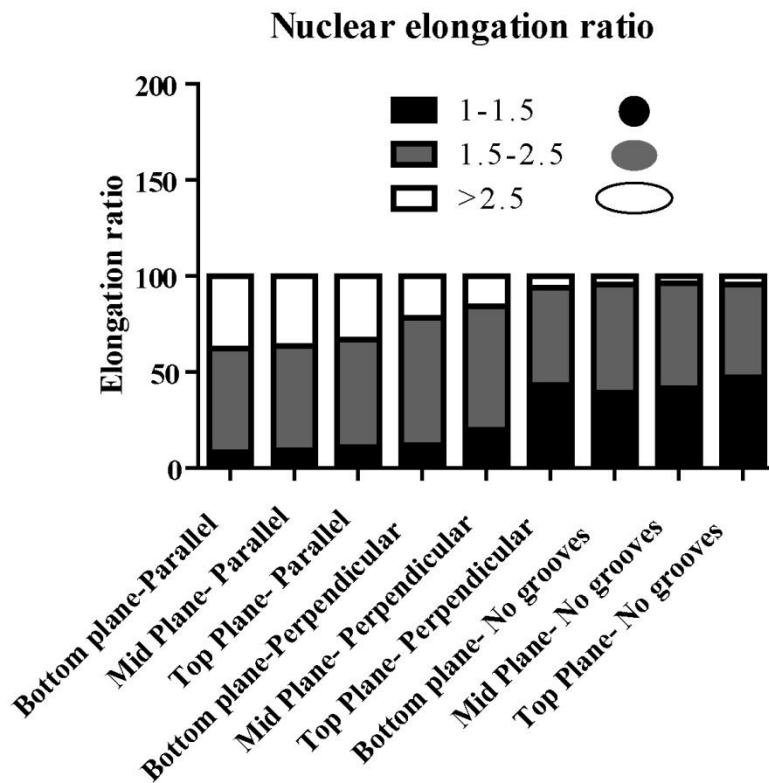 Nuclear elongation ratio
200
150
100
50
0
Elongation ratio
1-1.5
1.5-2.5
>2.5
Bottom plane-Parallel
Mid Plane- Parallel
Top Plane- Parallel
Bottom plane-Perpendicular
Mid Plane- Perpendicular
Top Plane- Perpendicular
Bottom plane- No grooves
Mid Plane- No grooves
Top Plane- No grooves